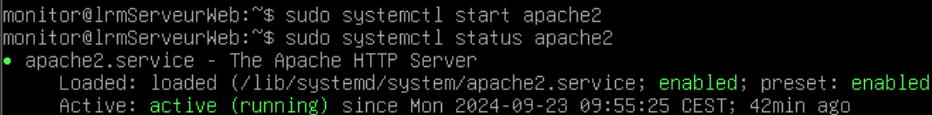 monitor@lrmServeurWeb:~$ sudo systemctl start apache2
monitor@lrmServeurWeb:~$ sudo systemctl status apache2
● apache2.service - The Apache HTTP Server
Loaded: loaded (/lib/systemd/system/apache2.service; enabled; preset: enabled
Active: active (running) since Mon 2024-09-23 09:55:25 CEST; 42min ago